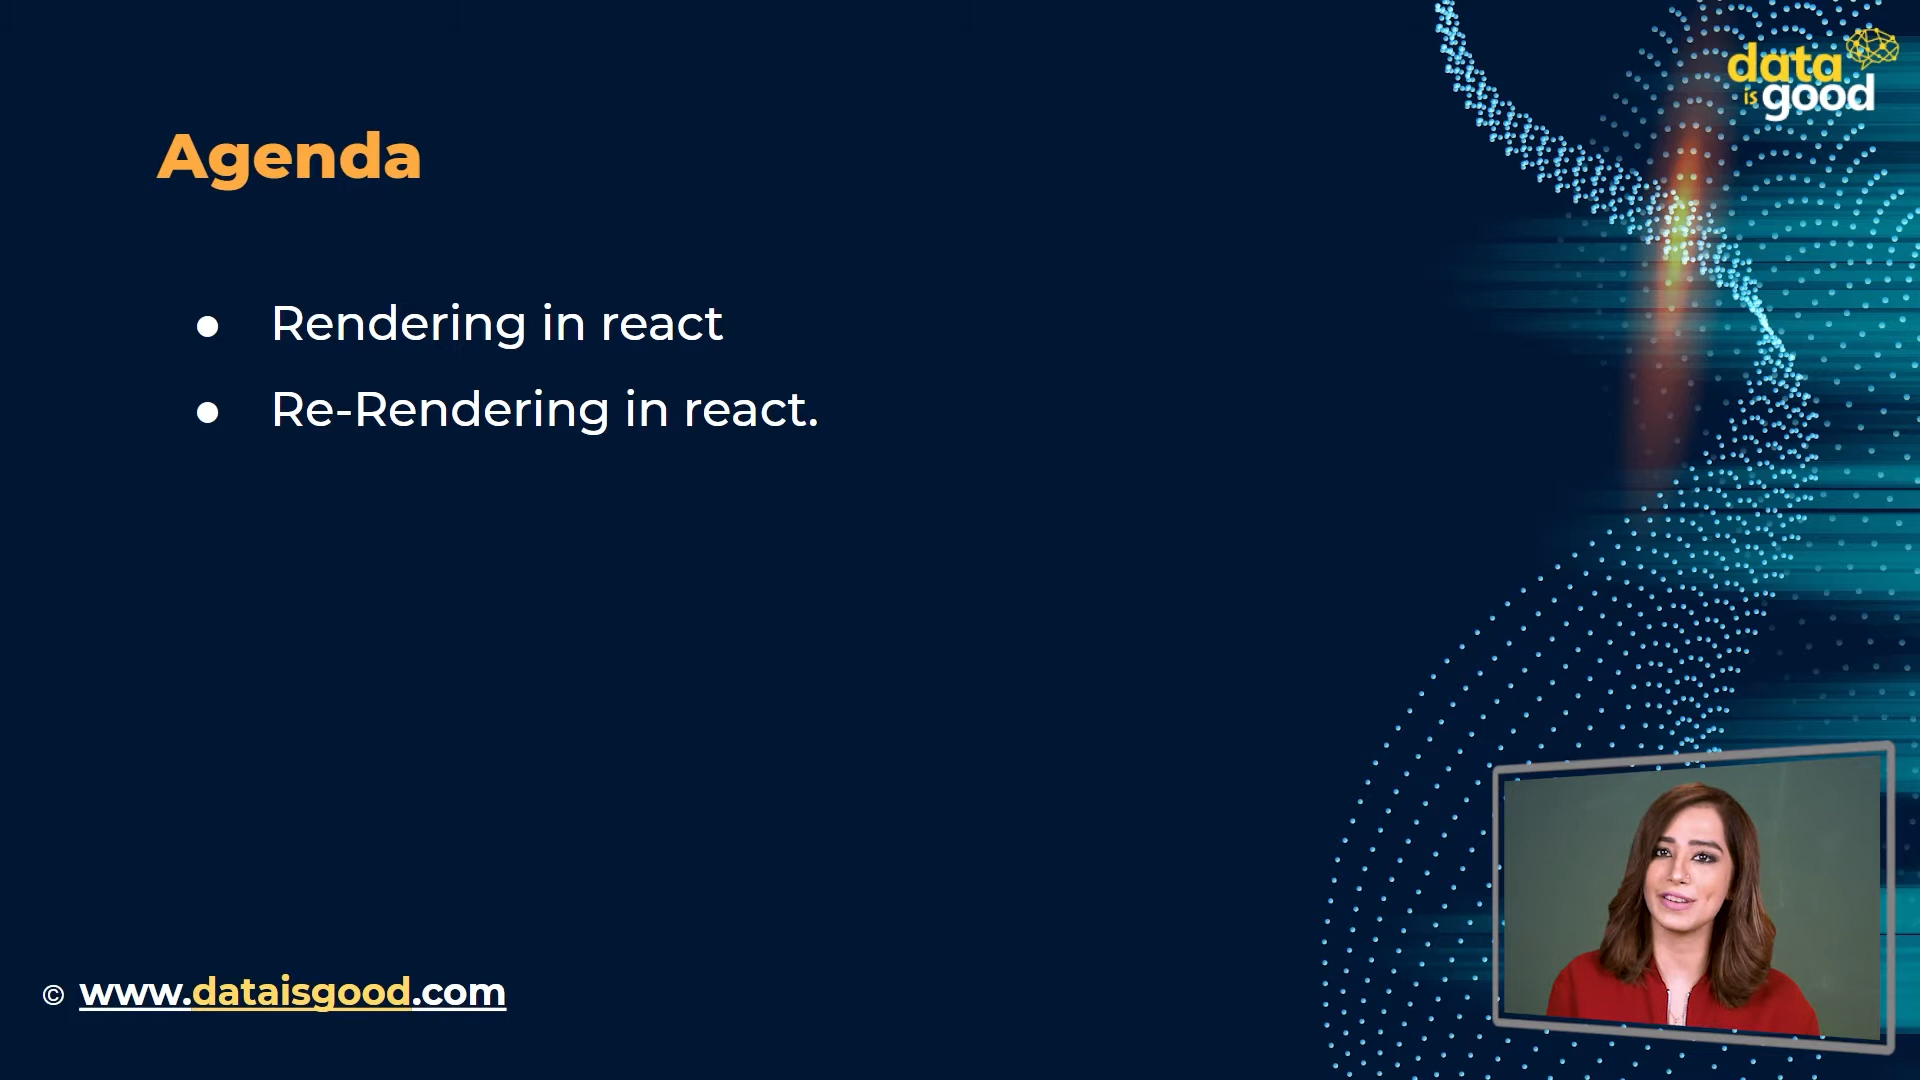 data
is good
Agenda
● Rendering in react
● Re-Rendering in react.
© www.dataisgood.com